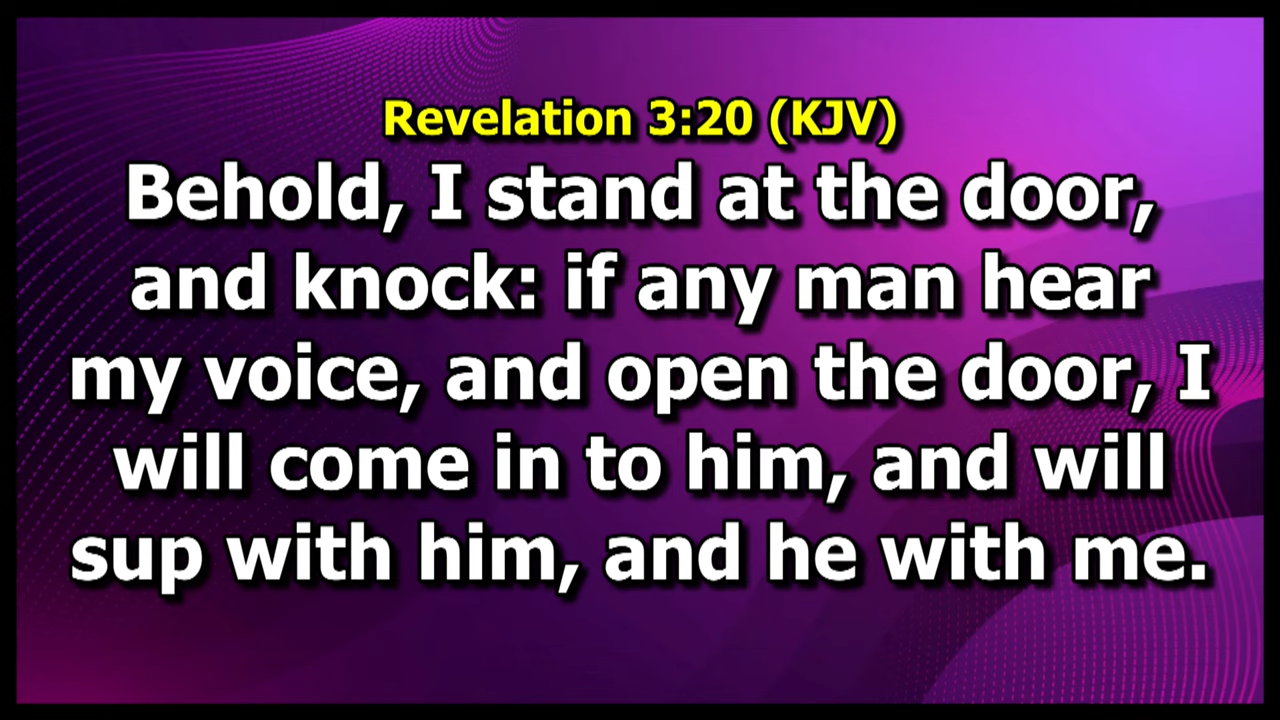 Revelation 3:20 (KJV)
Behold, I stand at the door,
and knock: if any man hear
my voice, and open the door, I
will come in to him, and will
sup with him, and he with me.